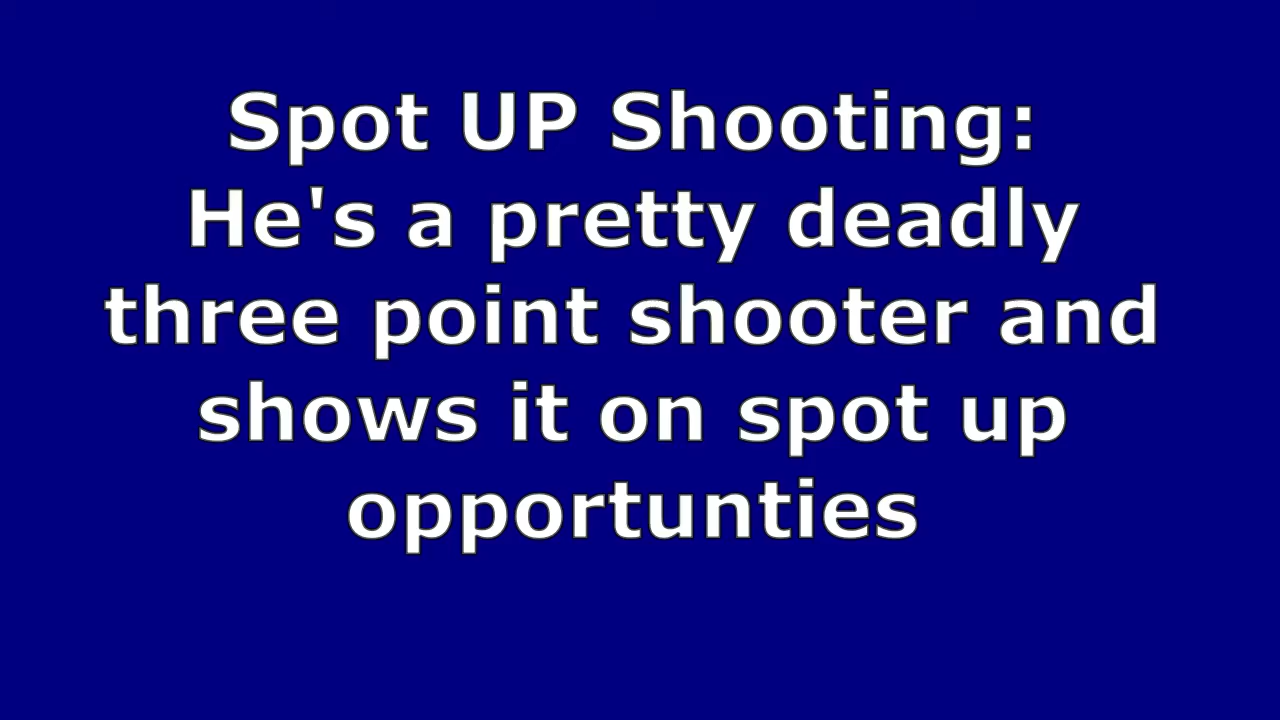 Spot UP Shooting:
He's a pretty deadly
three point shooter and
shows it on spot up
opportunties